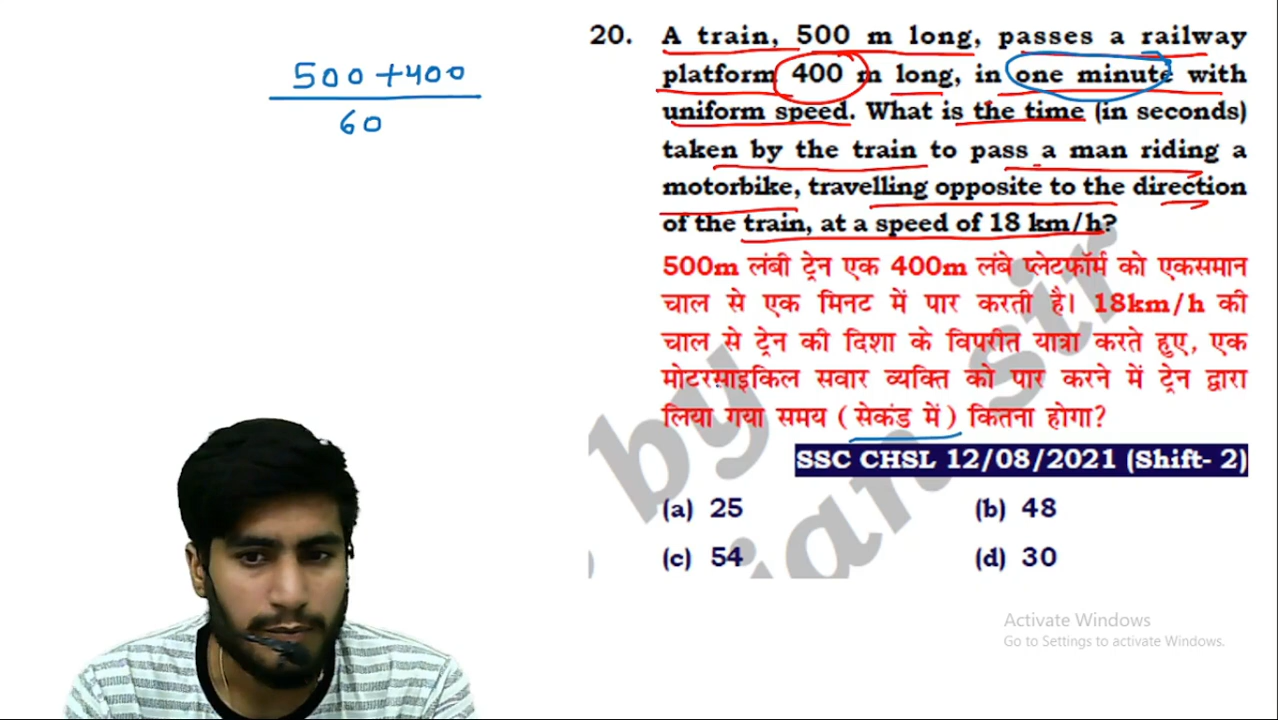 500+400
60
20. A train, 500 m long, passes a railway
platform 400 m long, in one minute with
uniform speed. What is the time (in seconds)
taken by the train to pass a man riding a
motorbike, travelling opposite to the direction
of the train, at a speed of 18 km/h?
500m लंबी ट्रेन एक 400m लंबे प्लेटफॉर्म को एकसमान
चाल से एक मिनट में पार करती है। 18km/h की
चाल से ट्रेन की दिशा के विपरीत यात्रा करते हुए, एक
मोटरसाइकिल सवार व्यक्ति को पार करने में ट्रेन द्वारा
लिया गया समय (सेकंड में) कितना होगा?
SSC CHSL 12/08/2021 (Shift- 2)
(a) 25 (b) 48
(c) 54 (d) 30
by
sir
Activate Windows
Go to Settings to activate Windows.